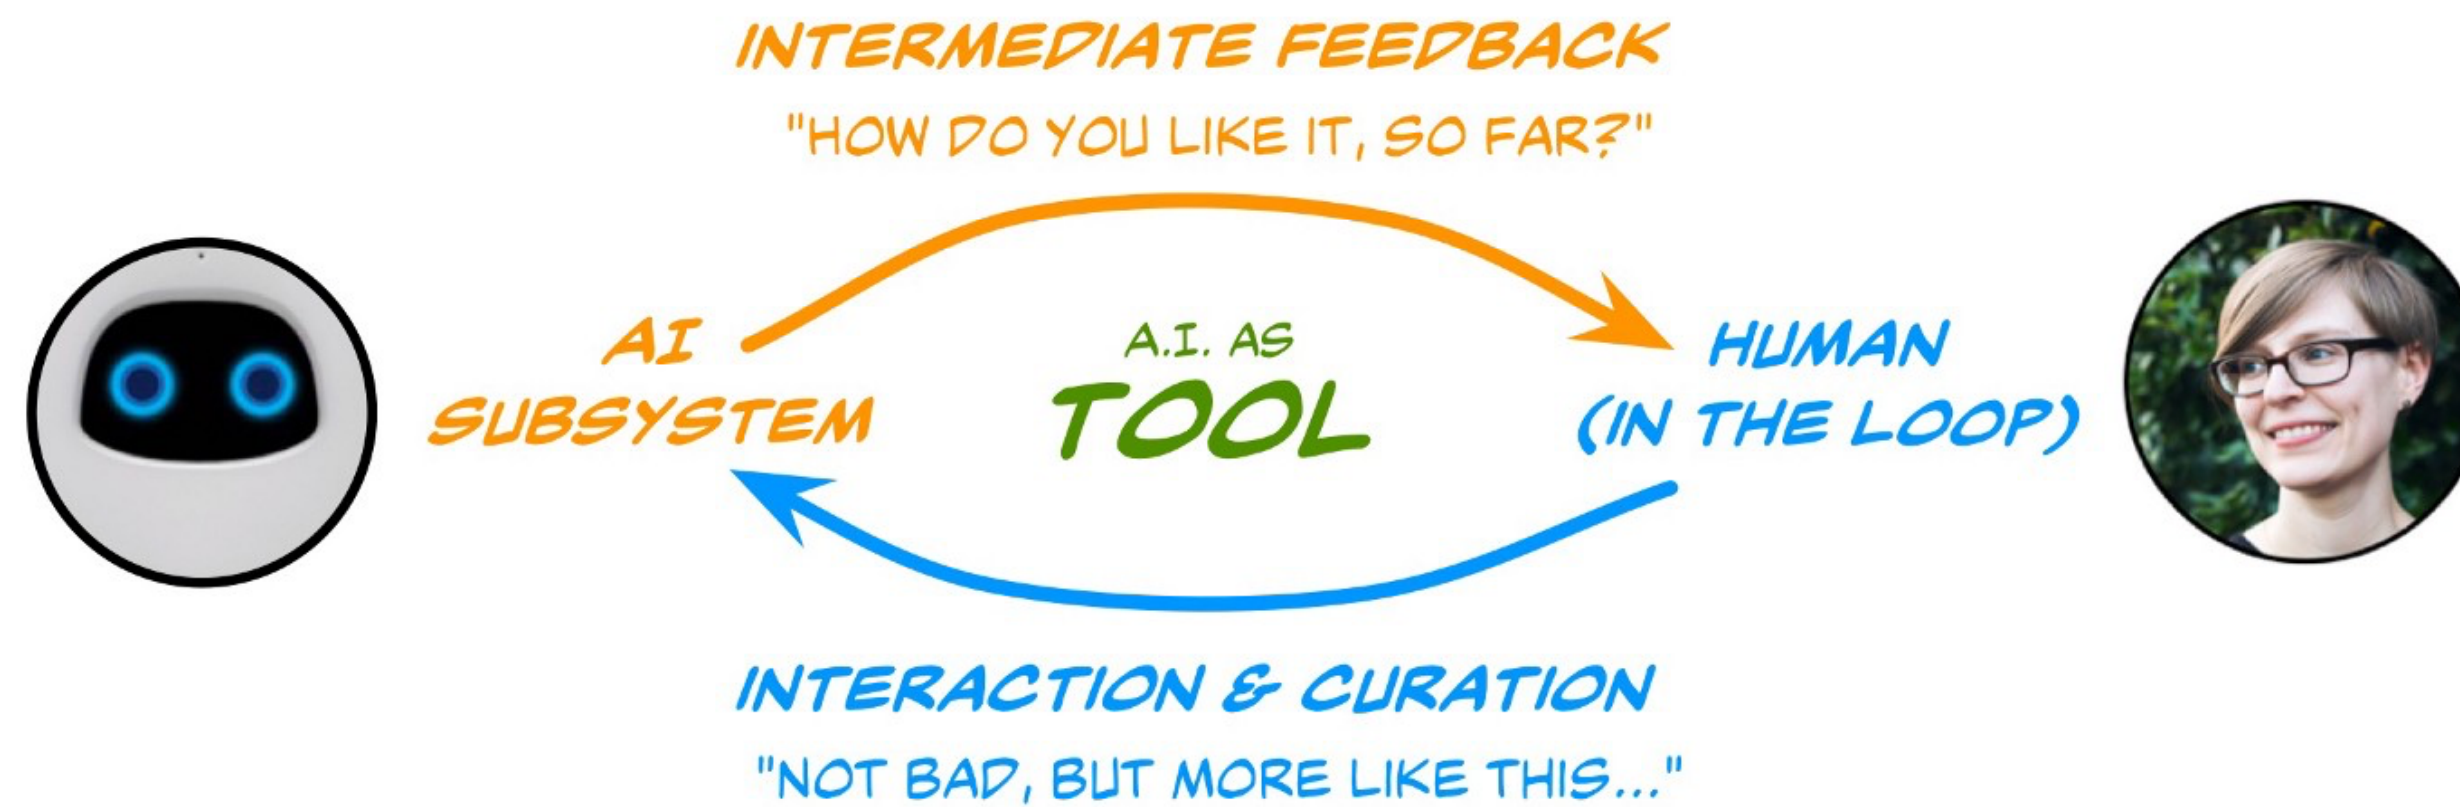 INTERMEDIATE FEEDBACK
"HOW DO YOU LIKE IT, SO FAR?"
AI
SUBSYSTEM
A.I. AS
TOOL
HUMAN
(IN THE LOOP)
INTERACTION & CURATION
"NOT BAD, BUT MORE LIKE THIS..."